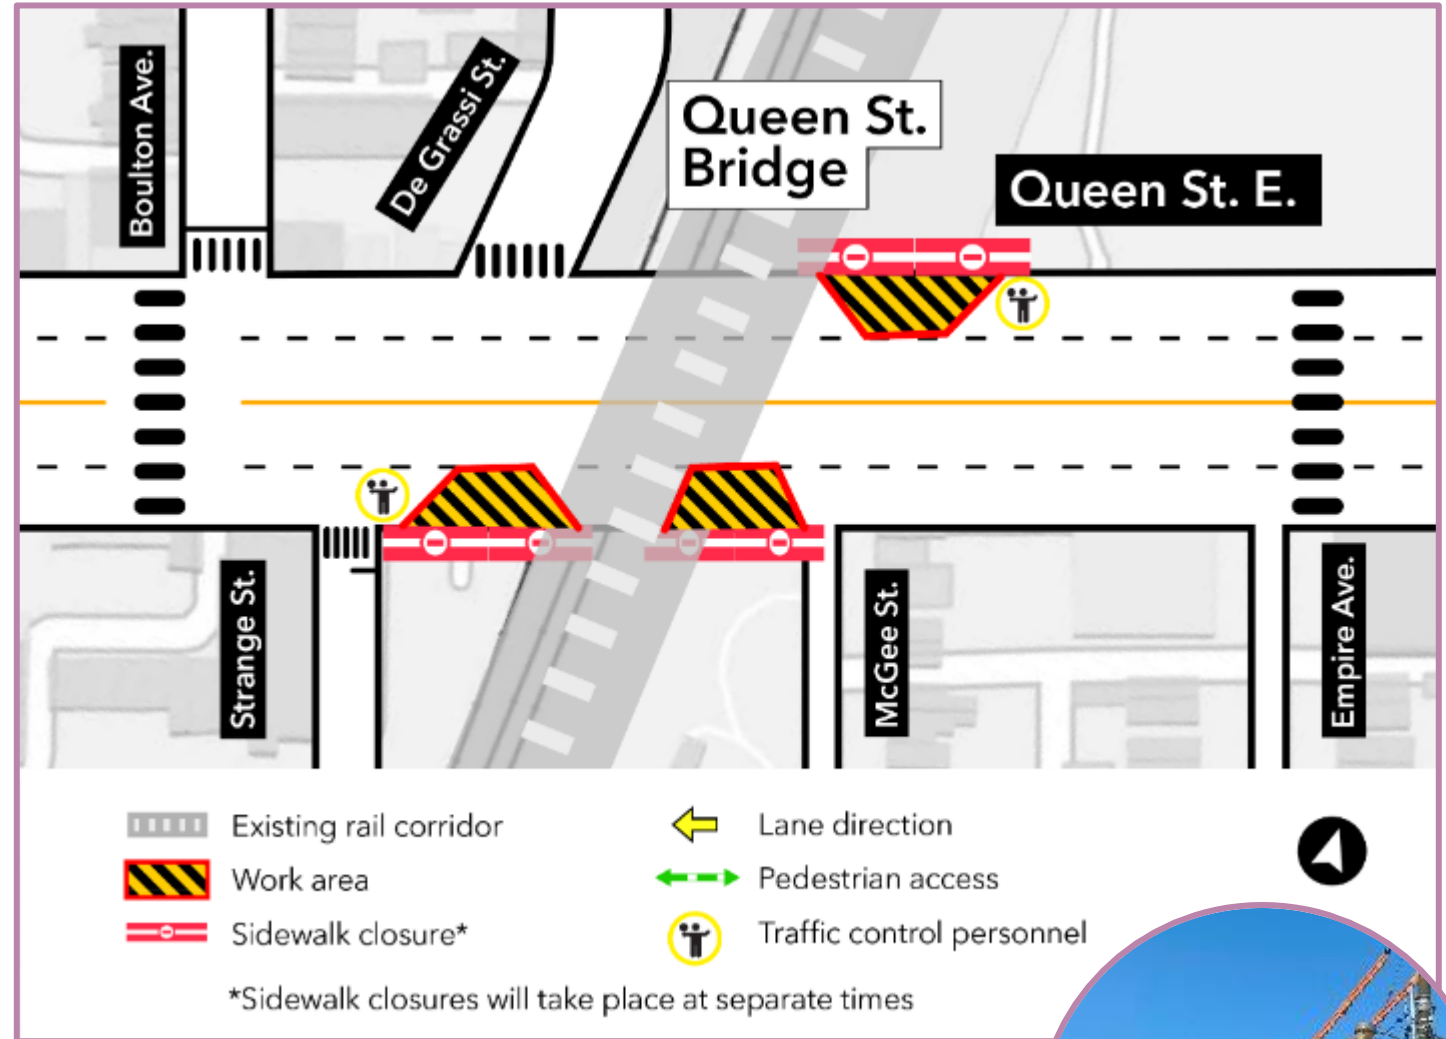 Boulton Ave.
De Grassi St.
Queen St.
Bridge
Queen St. E.
Strange St.
McGee St.
Empire Ave.
Existing rail corridor
Lane direction
Work area
Pedestrian access
Sidewalk closure*
Traffic control personnel
*Sidewalk closures will take place at separate times